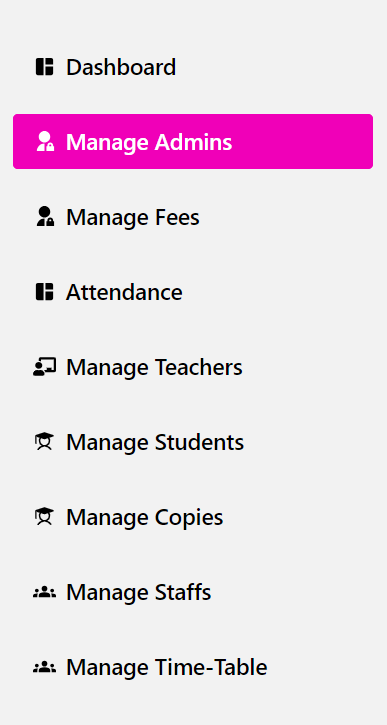 Dashboard
Manage Admins
Manage Fees
Attendance
Manage Teachers
Manage Students
Manage Copies
Manage Staffs
Manage Time-Table